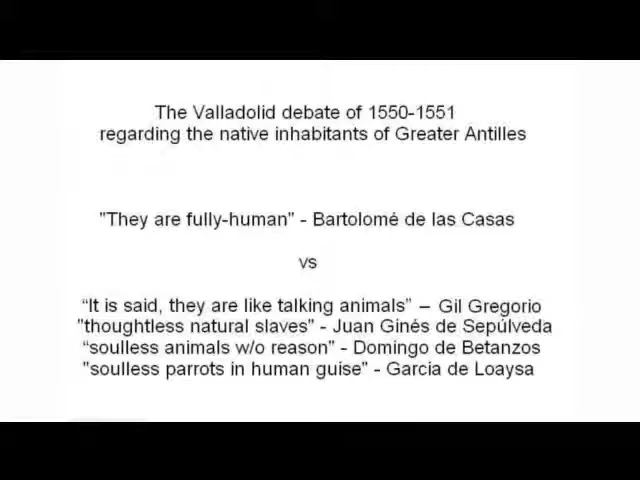 The Valladolid debate of 1550-1551
regarding the native inhabitants of Greater Antilles
"They are fully-human" - Bartolomé de las Casas
vs
“It is said, they are like talking animals” – Gil Gregorio
"thoughtless natural slaves" - Juan Ginés de Sepúlveda
“soulless animals w/o reason" - Domingo de Betanzos
"soulless parrots in human guise" - Garcia de Loaysa